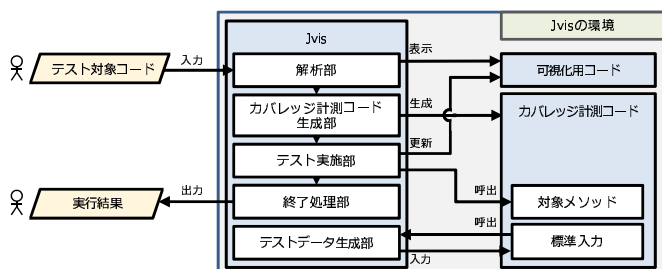 Jvisの環境
Jvis
テスト対象コード
入力
解析部
表示
可視化用コード
カバレッジ計測コード
生成部
生成
カバレッジ計測コード
更新
テスト実施部
実行結果
出力
終了処理部
呼出
対象メソッド
呼出
テストデータ生成部
入力
標準入力